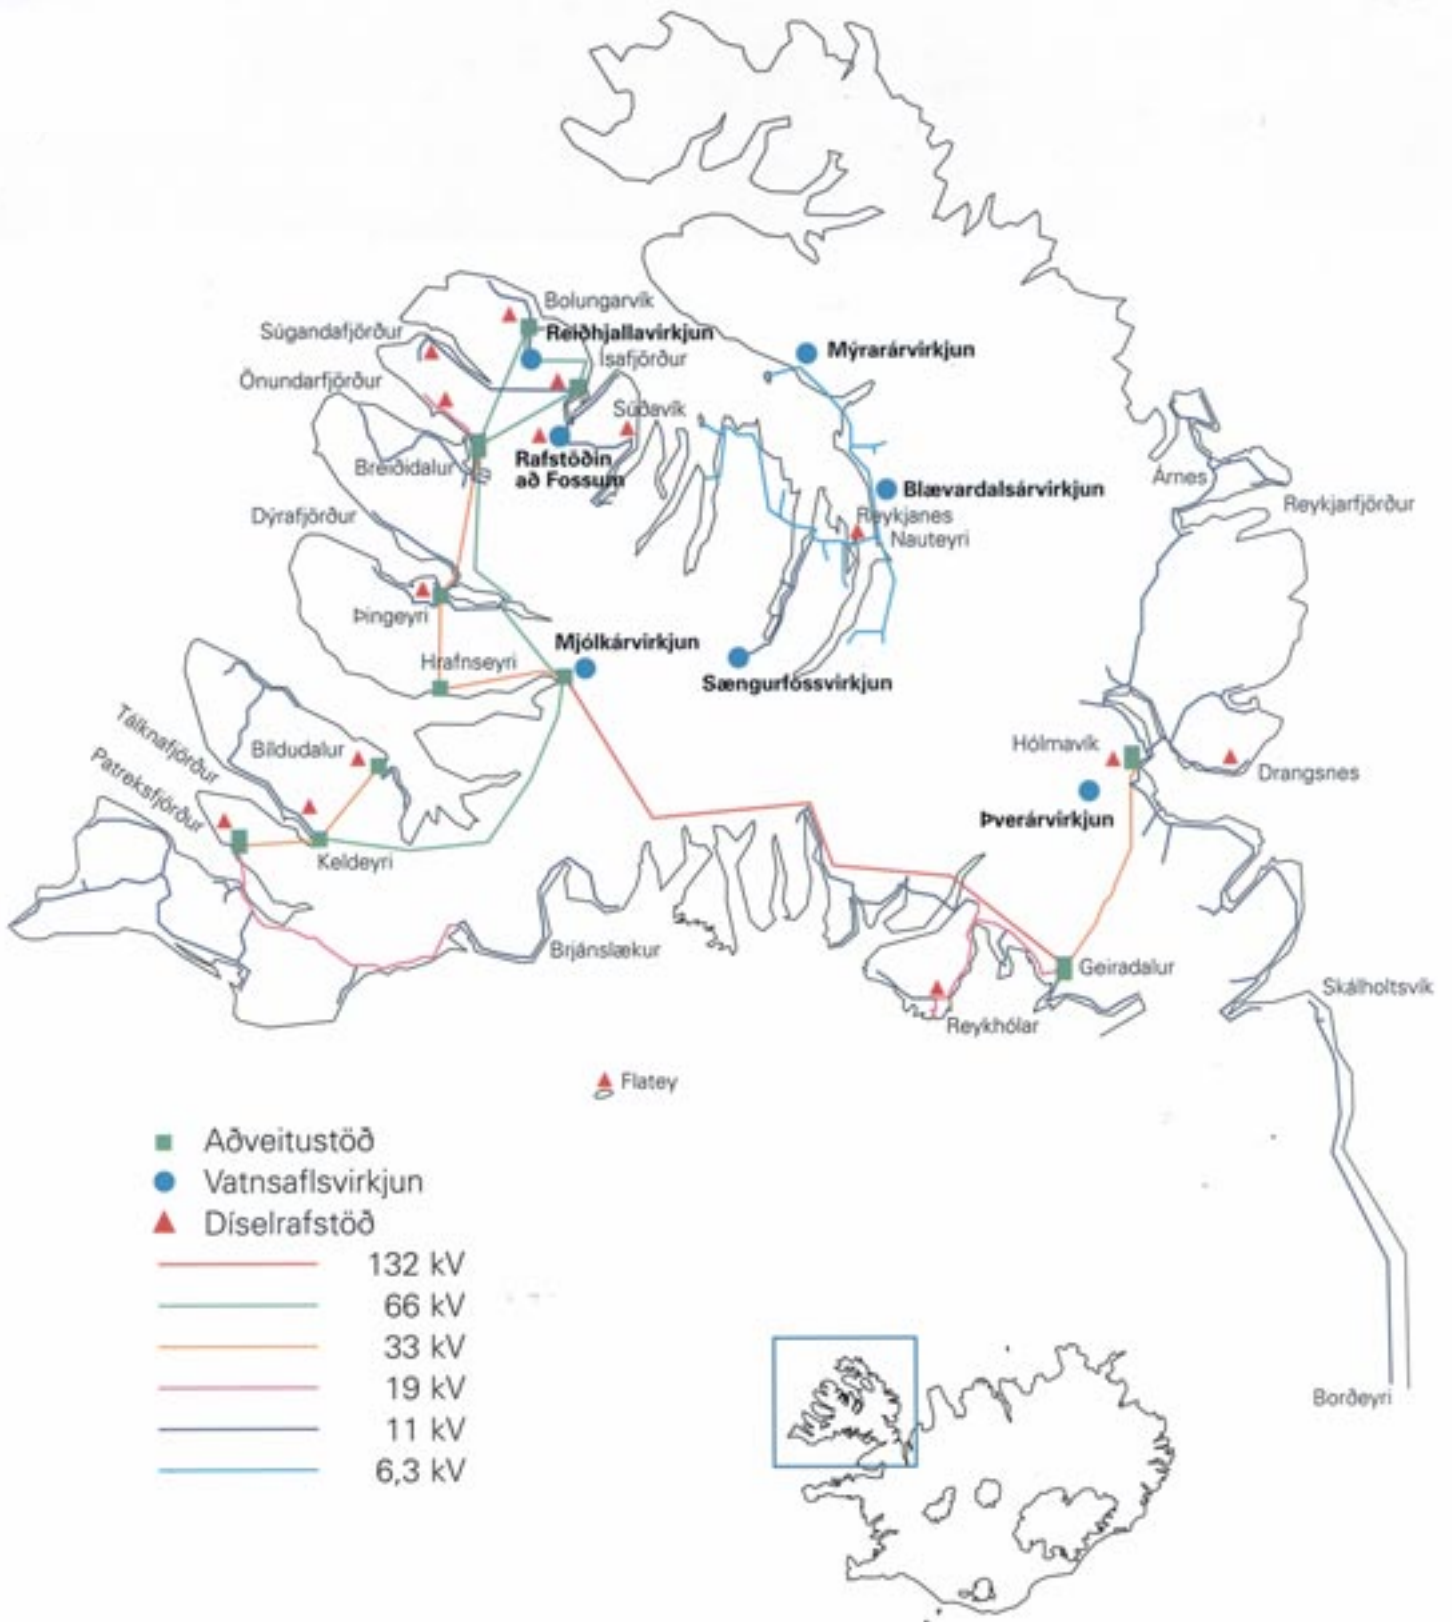 Bolungarvík
Reiðhjallavirkjun
Súgandafjörður
Ísafjörður
Mýrarárvirkjun
Önundarfjörður
Súðavík
Breiðidalur
Rafstöðin
að Fossum
Árnes
Blævardalsárvirkjun
Reykjarfjörður
Dýrafjörður
Reykjanes
Nauteyri
Þingeyri
Mjólkárvirkjun
Hrafnseyri
Sængurfossvirkjun
Tálknafjörður
Bíldudalur
Hólmavík
Patreksfjörður
Drangsnes
Þverárvirkjun
Keldeyri
Brjánslækur
Geiradalur
Skálholtsvík
Reykhólar
Flatey
Aðveitustöð
Vatnsaflsvirkjun
Díselrafstöð
132 kV
66 kV
33 kV
19 kV
11 kV
6,3 kV
Borðeyri